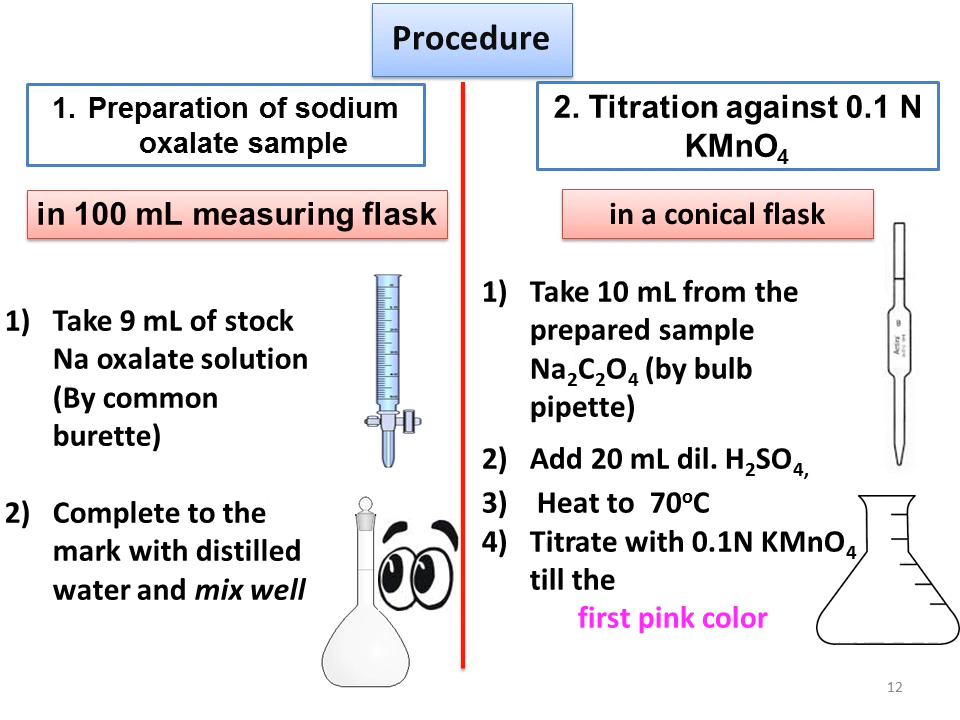 Procedure
1. Preparation of sodium
oxalate sample
in 100 mL measuring flask
1) Take 9 mL of stock
Na oxalate solution
(By common
burette)
2) Complete to the
mark with distilled
water and mix well
2. Titration against 0.1 N
KMnO₄
in a conical flask
1) Take 10 mL from the
prepared sample
Na₂C₂O₄ (by bulb
pipette)
2) Add 20 mL dil. H₂SO₄,
3) Heat to 70ºC
4) Titrate with 0.1N KMnO₄
till the
first pink color
12